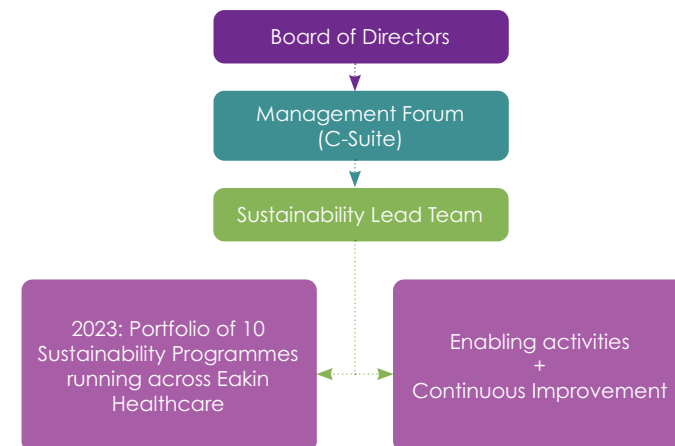 Board of Directors
Management Forum
(C-Suite)
Sustainability Lead Team
2023: Portfolio of 10
Sustainability Programmes
running across Eakin
Healthcare
Enabling activities
+
Continuous Improvement